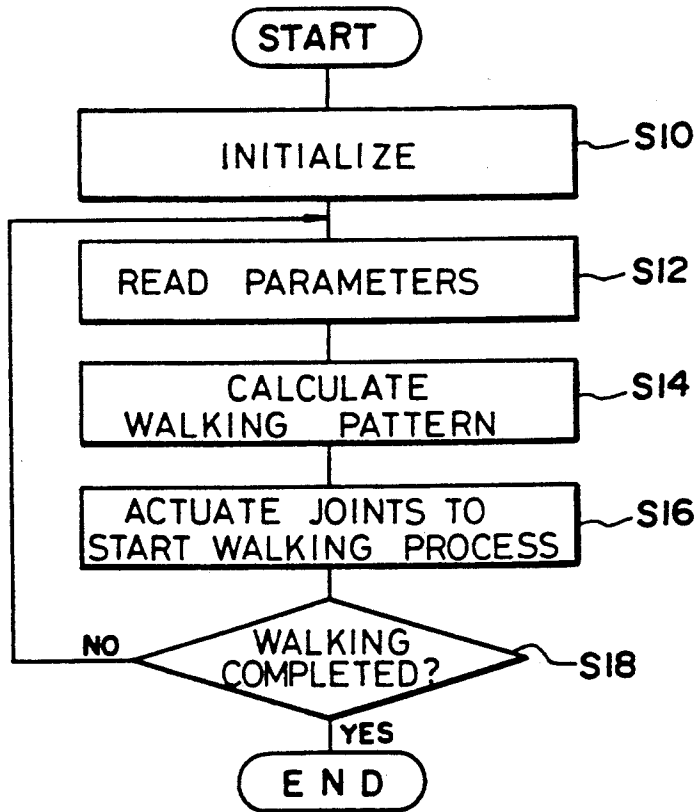 START
INITIALIZE
S10
READ PARAMETERS
S12
CALCULATE
WALKING PATTERN
S14
ACTUATE JOINTS TO
START WALKING PROCESS
S16
WALKING
COMPLETED?
S18
NO
YES
END